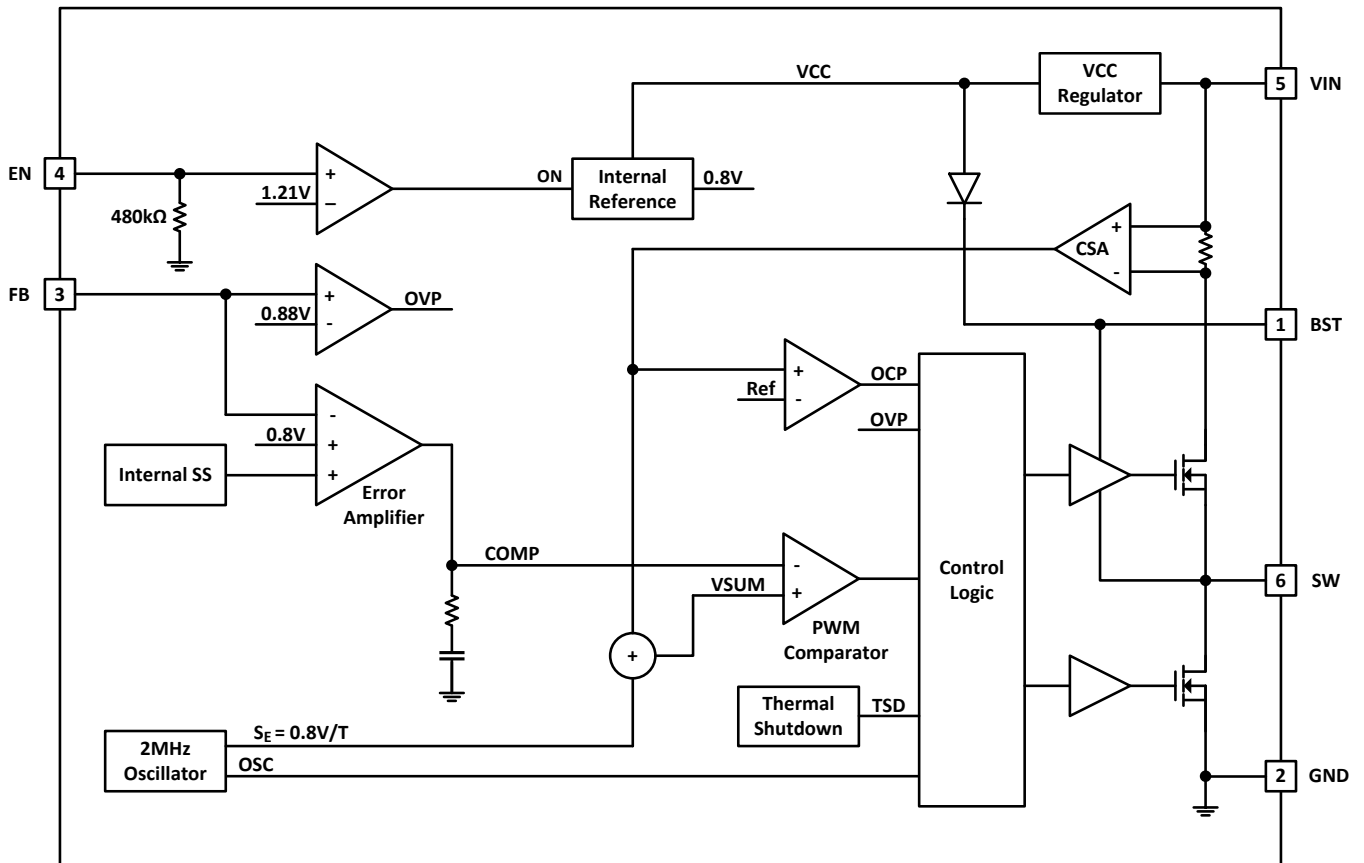 VCC
VCC
Regulator
5
VIN
EN
4
+
1.21V
–
480kΩ
ON
Internal
Reference
0.8V
+
CSA
-
FB
3
+
0.88V
-
OVP
1
BST
+
Ref
-
OCP
OVP
-
0.8V
+
Internal SS
+
Error
Amplifier
COMP
-
VSUM
+
PWM
Comparator
Control
Logic
6
SW
+
Thermal
Shutdown
TSD
2MHz
Oscillator
SE = 0.8V/T
OSC
2
GND